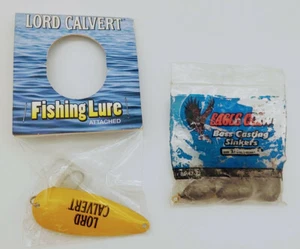 LORD CALVERT
Fishing Lure
ATTACHED
LORD
CALVERT
EAGLE CLAW
Bass Casting
Sinkers